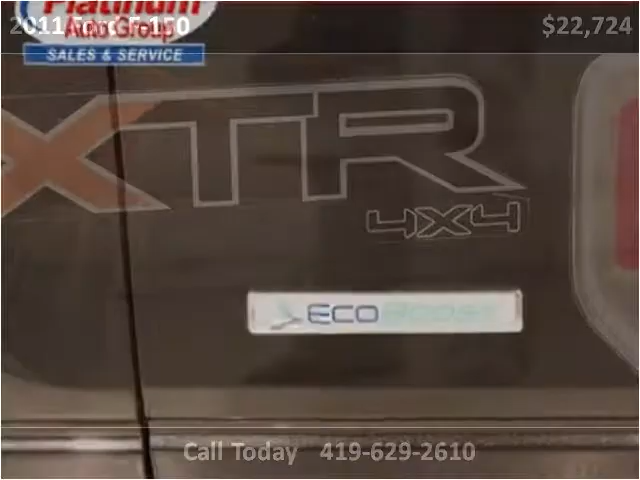 Platinum
2011 Ford F-150 $22,724
Auto Group
SALES & SERVICE
XTR
4X4
ECOBOOST
Call Today 419-629-2610